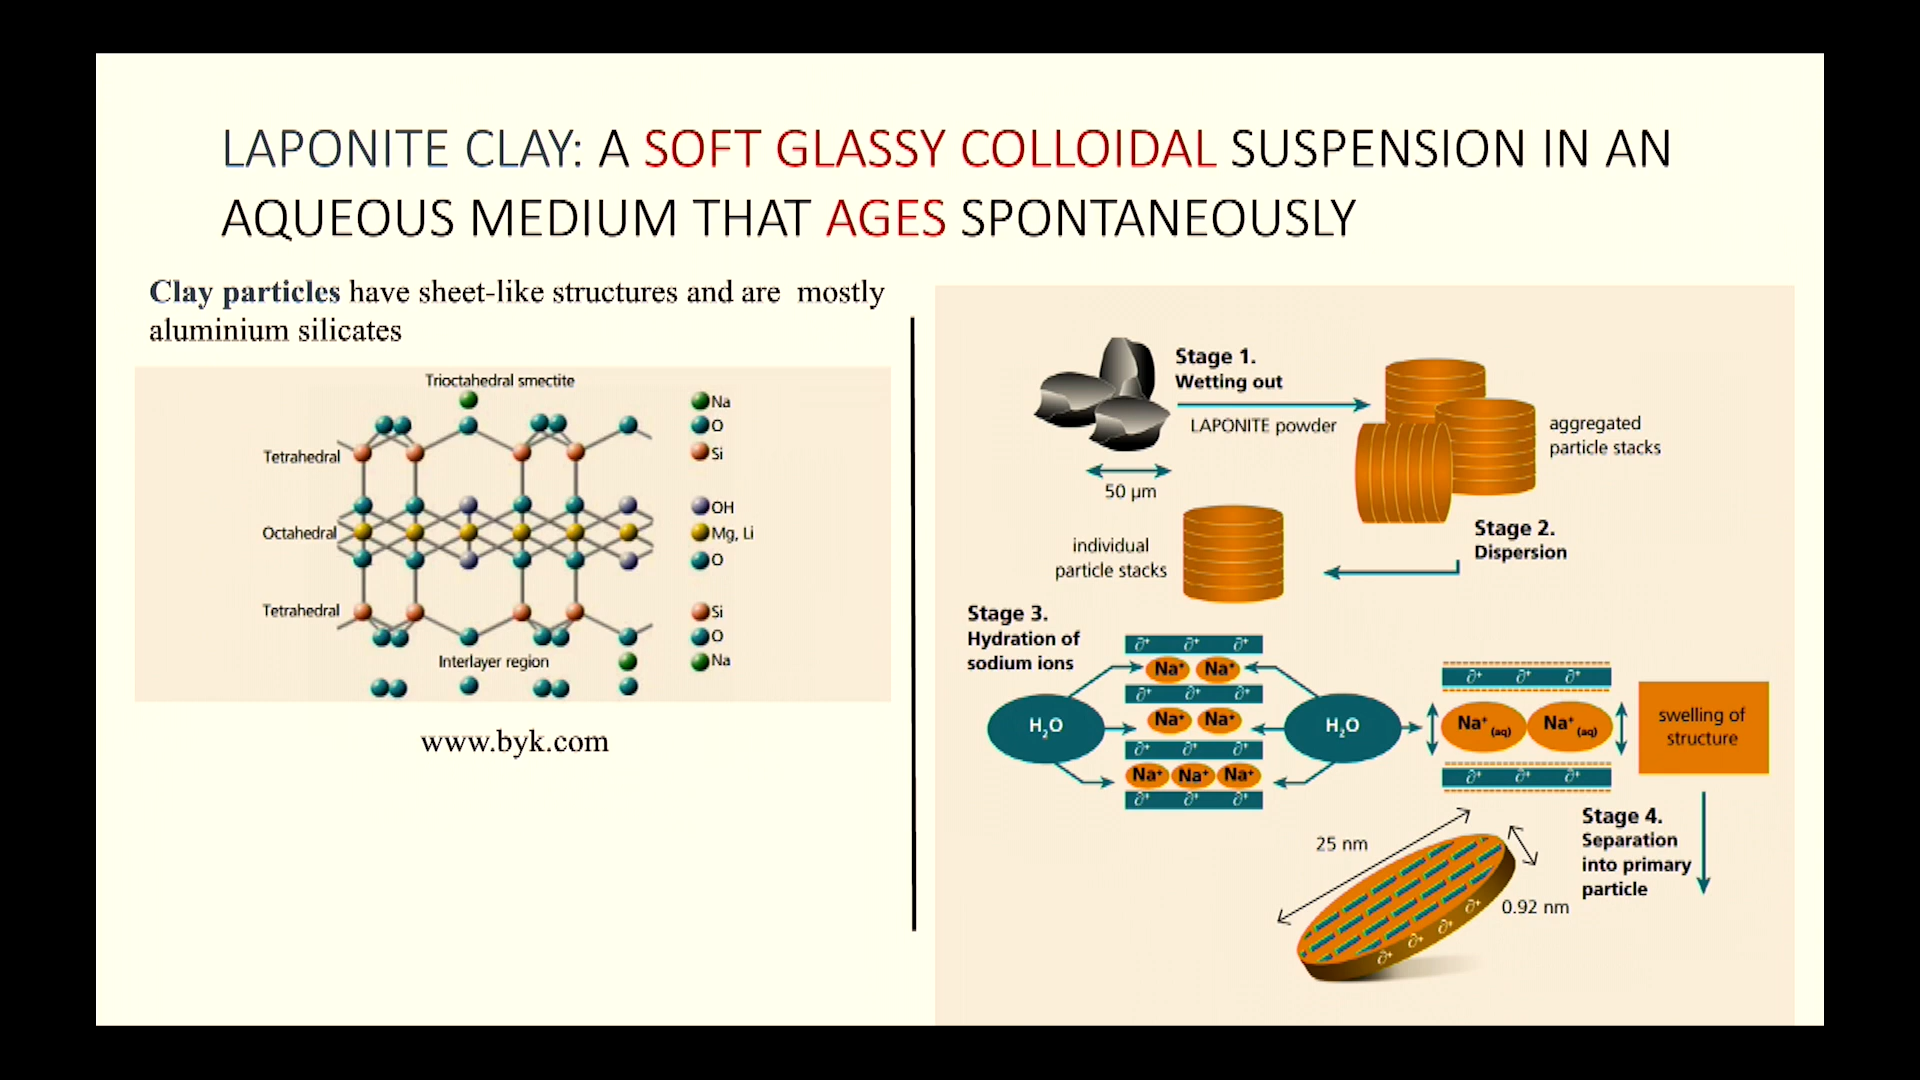 LAPONITE CLAY: A SOFT GLASSY COLLOIDAL SUSPENSION IN AN
AQUEOUS MEDIUM THAT AGES SPONTANEOUSLY
Clay particles have sheet-like structures and are mostly
aluminium silicates
Trioctahedral smectite
Na
O
Tetrahedral
Si
OH
Octahedral
Mg, Li
O
Tetrahedral
Si
O
Interlayer region
Na
www.byk.com
Stage 1.
Wetting out
LAPONITE powder
50 µm
aggregated
particle stacks
Stage 2.
Dispersion
individual
particle stacks
Stage 3.
Hydration of
sodium ions
∂⁺ ∂⁺ ∂⁺
Na⁺ Na⁺
∂⁺ ∂⁺ ∂⁺
H₂O
Na⁺ Na⁺
H₂O
∂⁺ ∂⁺ ∂⁺
Na⁺ Na⁺ Na⁺
∂⁺ ∂⁺ ∂⁺
∂⁺ ∂⁺ ∂⁺
Na⁺(aq) Na⁺(aq)
∂⁺ ∂⁺ ∂⁺
swelling of
structure
Stage 4.
Separation
into primary
particle
25 nm
0.92 nm
∂⁺ ∂⁺ ∂⁺ ∂⁺